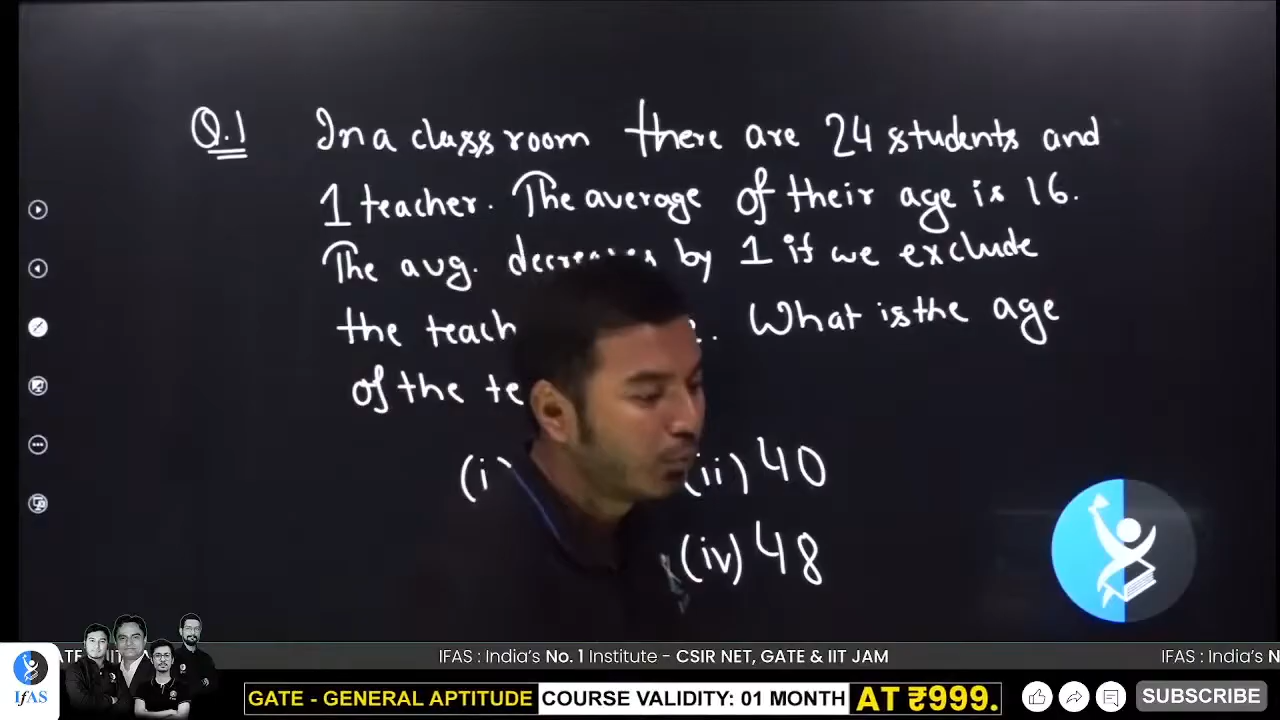 Q.1 In a class room there are 24 students and
1 teacher. The average of their age is 16.
The avg. decreases by 1 if we exclude
the teach . What is the age
of the te
(i) (ii) 40
(iv) 48
IFAS : India's No. 1 Institute - CSIR NET, GATE & IIT JAM IFAS : India's N
IFAS
GATE - GENERAL APTITUDE COURSE VALIDITY: 01 MONTH AT ₹999. SUBSCRIBE